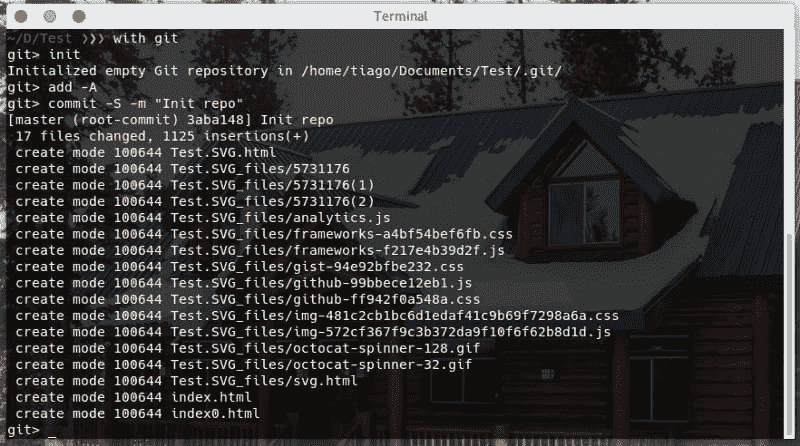 Terminal
~/D/Test ❯❯❯ with git
git> init
Initialized empty Git repository in /home/tiago/Documents/Test/.git/
git> add -A
git> commit -S -m "Init repo"
[master (root-commit) 3aba148] Init repo
 17 files changed, 1125 insertions(+)
 create mode 100644 Test.SVG.html
 create mode 100644 Test.SVG_files/5731176
 create mode 100644 Test.SVG_files/5731176(1)
 create mode 100644 Test.SVG_files/5731176(2)
 create mode 100644 Test.SVG_files/analytics.js
 create mode 100644 Test.SVG_files/frameworks-a4bf54bef6fb.css
 create mode 100644 Test.SVG_files/frameworks-f217e4b39d2f.js
 create mode 100644 Test.SVG_files/gist-94e92bfbe232.css
 create mode 100644 Test.SVG_files/github-99bbece12eb1.js
 create mode 100644 Test.SVG_files/github-ff942f0a548a.css
 create mode 100644 Test.SVG_files/img-481c2cb1bc6d1edaf41c9b69f7298a6a.css
 create mode 100644 Test.SVG_files/img-572cf367f9c3b372da9f10f6f62b8d1d.js
 create mode 100644 Test.SVG_files/octocat-spinner-128.gif
 create mode 100644 Test.SVG_files/octocat-spinner-32.gif
 create mode 100644 Test.SVG_files/svg.html
 create mode 100644 index.html
 create mode 100644 index0.html
git> _